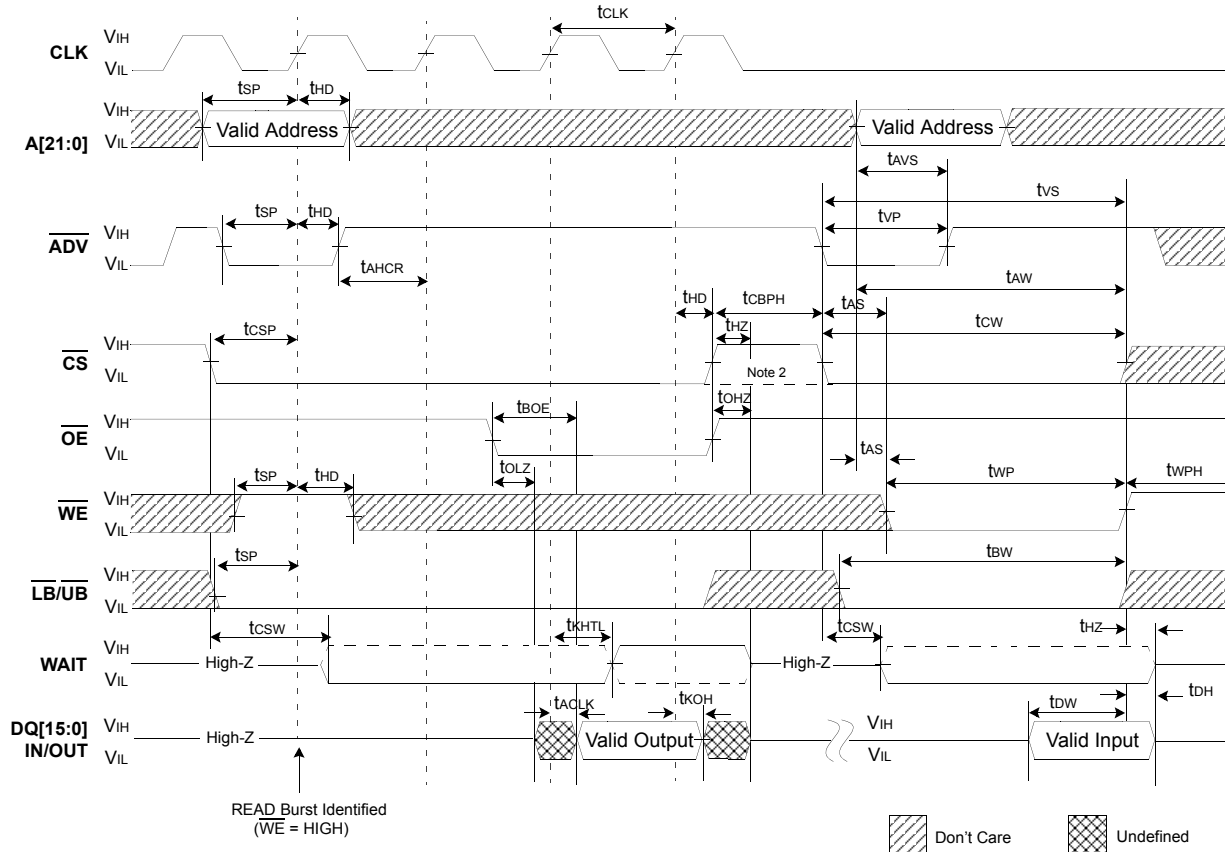 tCLK
VIH
CLK
VIL
tSP tHD
VIH
A[21:0]
VIL
Valid Address
Valid Address
tAVS
tVS
tSP tHD
tVP
VIH
ADV
VIL
tAHCR
tAW
tHD tCBPH tAS
tCSP
tHZ
tCW
VIH
CS
VIL
Note 2
tBOE
tOHZ
VIH
OE
tOLZ
tAS
tSP tHD
tWP tWPH
VIH
WE
VIL
tSP
tBW
LB/UB
VIH
VIL
tCSW
tKHTL
tCSW
tHZ
WAIT
VIH
VIL
High-Z
High-Z
tACLK
tKOH
tDW
tDH
DQ[15:0]
IN/OUT
VIH
VIL
High-Z
Valid Output
VIH
VIL
Valid Input
READ Burst Identified
(WE = HIGH)
Don't Care
Undefined